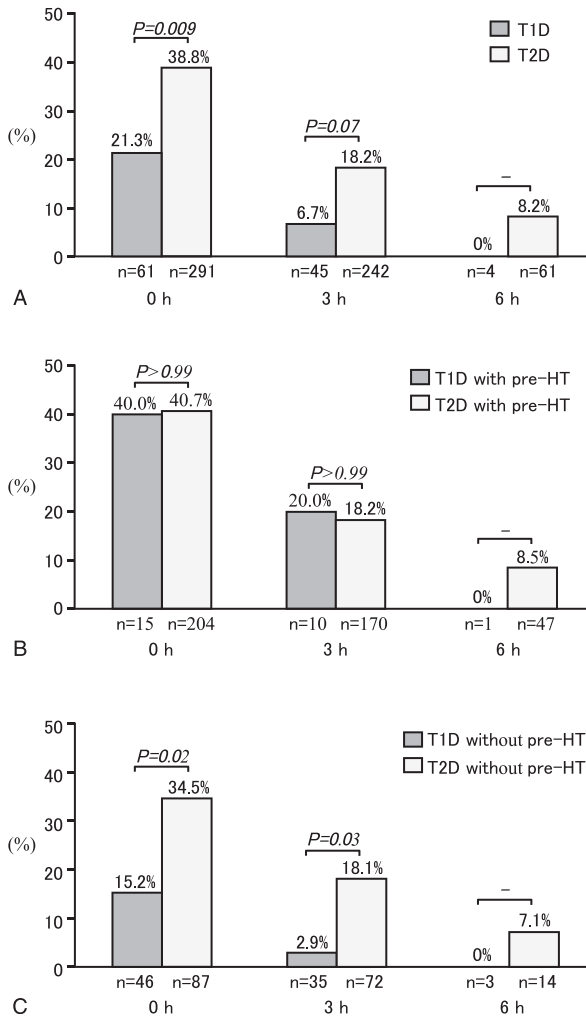 50
40
30
20
10
0
(%)
P=0.009
38.8%
21.3%
P=0.07
18.2%
6.7%
–
8.2%
0%
T1D
T2D
n=61 n=291
n=45 n=242
n=4 n=61
A
0 h
3 h
6 h
50
40
30
20
10
0
(%)
P>0.99
40.0% 40.7%
P>0.99
20.0% 18.2%
–
8.5%
0%
T1D with pre-HT
T2D with pre-HT
n=15 n=204
n=10 n=170
n=1 n=47
B
0 h
3 h
6 h
50
40
30
20
10
0
(%)
P=0.02
34.5%
15.2%
P=0.03
18.1%
2.9%
–
7.1%
0%
T1D without pre-HT
T2D without pre-HT
n=46 n=87
n=35 n=72
n=3 n=14
C
0 h
3 h
6 h